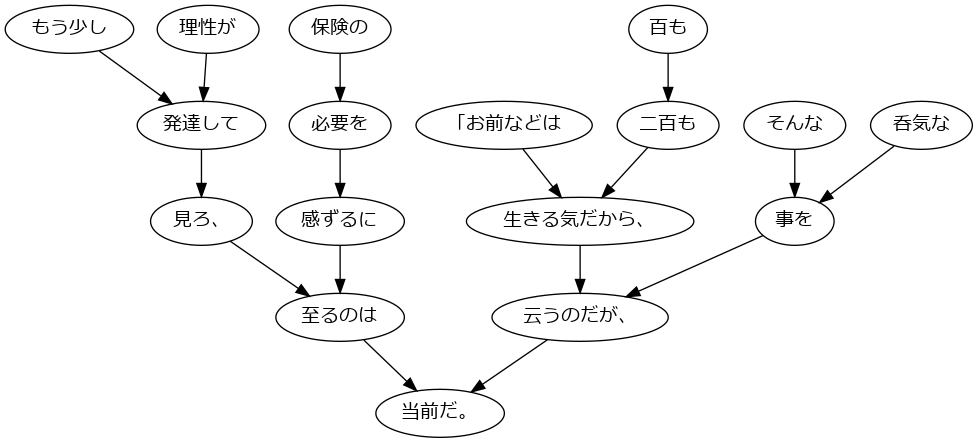 もう少し
理性が
保険の
百も
発達して
必要を
「お前などは
二百も
そんな
呑気な
見ろ、
感ずるに
生きる気だから、
事を
至るのは
云うのだが、
当前だ。